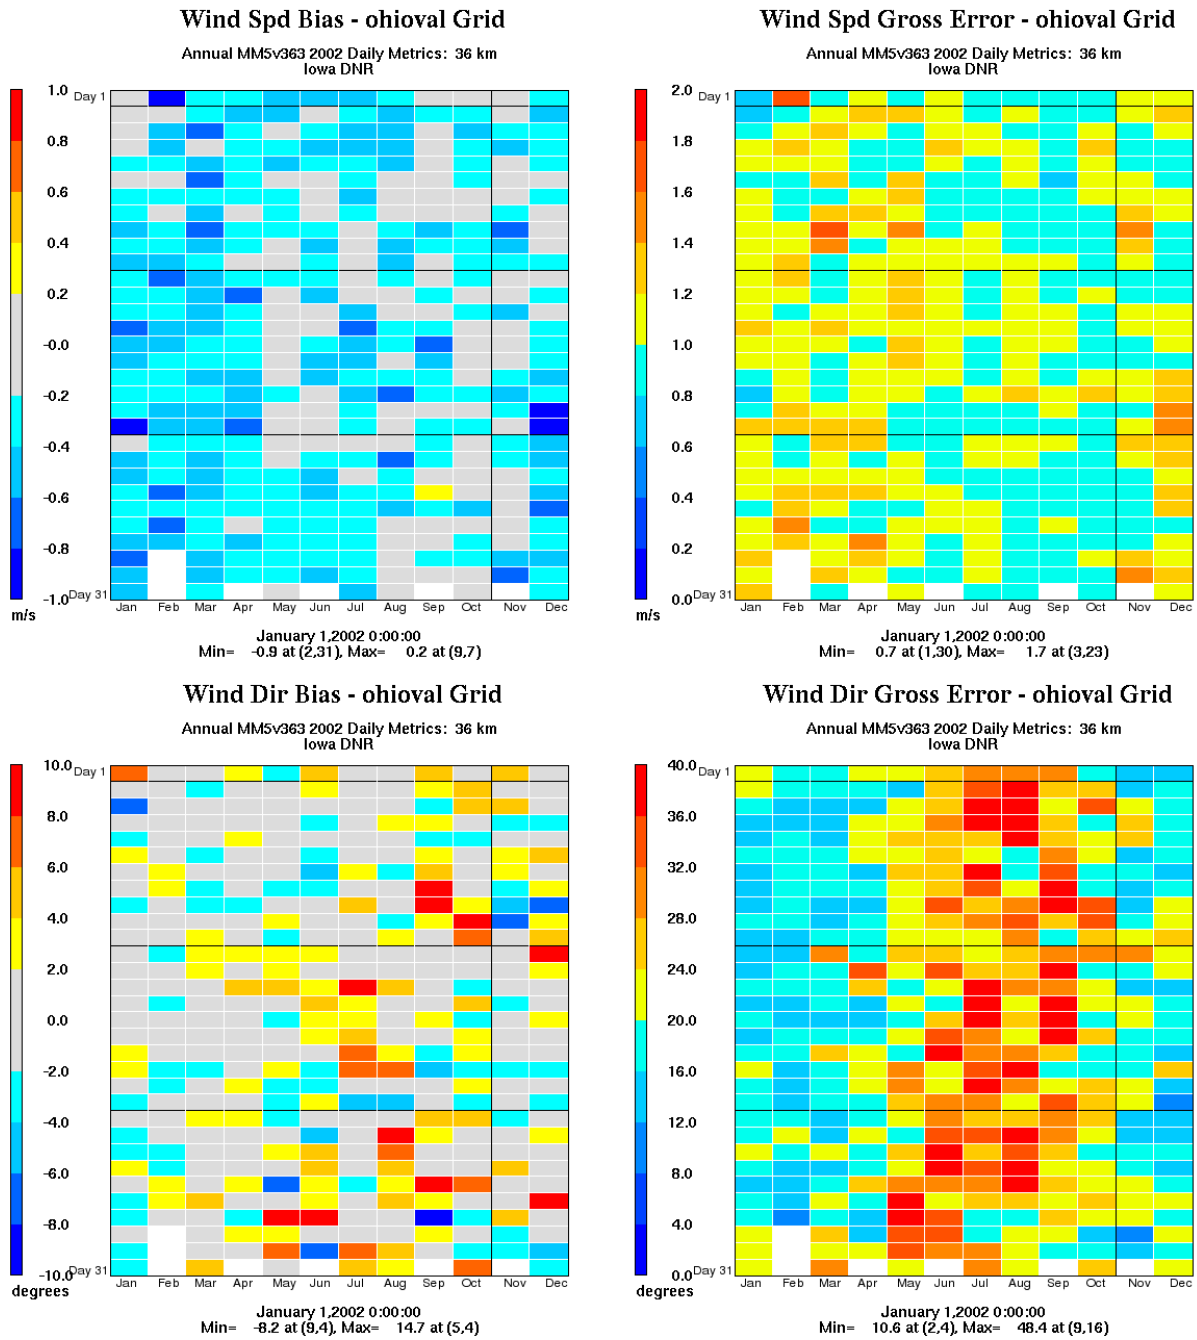 Wind Spd Bias - ohioval Grid
Annual MM5v363 2002 Daily Metrics: 36 km
Iowa DNR
1.0
0.8
0.6
0.4
0.2
-0.0
-0.2
-0.4
-0.6
-0.8
-1.0
m/s
Day 1
Day 31
Jan Feb Mar Apr May Jun Jul Aug Sep Oct Nov Dec
January 1,2002 0:00:00
Min= -0.9 at (2,31), Max= 0.2 at (9,7)
Wind Spd Gross Error - ohioval Grid
Annual MM5v363 2002 Daily Metrics: 36 km
Iowa DNR
2.0
1.8
1.6
1.4
1.2
1.0
0.8
0.6
0.4
0.2
0.0
m/s
Day 1
Day 31
Jan Feb Mar Apr May Jun Jul Aug Sep Oct Nov Dec
January 1,2002 0:00:00
Min= 0.7 at (1,30), Max= 1.7 at (3,23)
Wind Dir Bias - ohioval Grid
Annual MM5v363 2002 Daily Metrics: 36 km
Iowa DNR
10.0
8.0
6.0
4.0
2.0
0.0
-2.0
-4.0
-6.0
-8.0
-10.0
degrees
Day 1
Day 31
Jan Feb Mar Apr May Jun Jul Aug Sep Oct Nov Dec
January 1,2002 0:00:00
Min= -8.2 at (9,4), Max= 14.7 at (5,4)
Wind Dir Gross Error - ohioval Grid
Annual MM5v363 2002 Daily Metrics: 36 km
Iowa DNR
40.0
36.0
32.0
28.0
24.0
20.0
16.0
12.0
8.0
4.0
0.0
degrees
Day 1
Day 31
Jan Feb Mar Apr May Jun Jul Aug Sep Oct Nov Dec
January 1,2002 0:00:00
Min= 10.6 at (2,4), Max= 48.4 at (9,16)